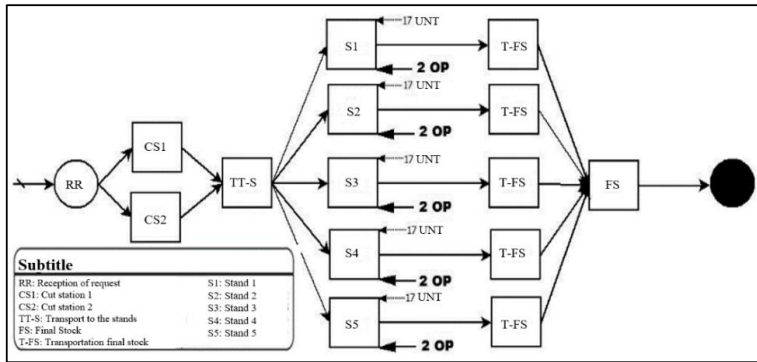 17 UNT
S1
T-FS
2 OP
17 UNT
S2
T-FS
2 OP
CS1
RR
TT-S
17 UNT
S3
T-FS
FS
2 OP
CS2
17 UNT
S4
T-FS
2 OP
17 UNT
S5
T-FS
2 OP
Subtitle
RR: Reception of request
CS1: Cut station 1
CS2: Cut station 2
TT-S: Transport to the stands
FS: Final Stock
T-FS: Transportation final stock
S1: Stand 1
S2: Stand 2
S3: Stand 3
S4: Stand 4
S5: Stand 5